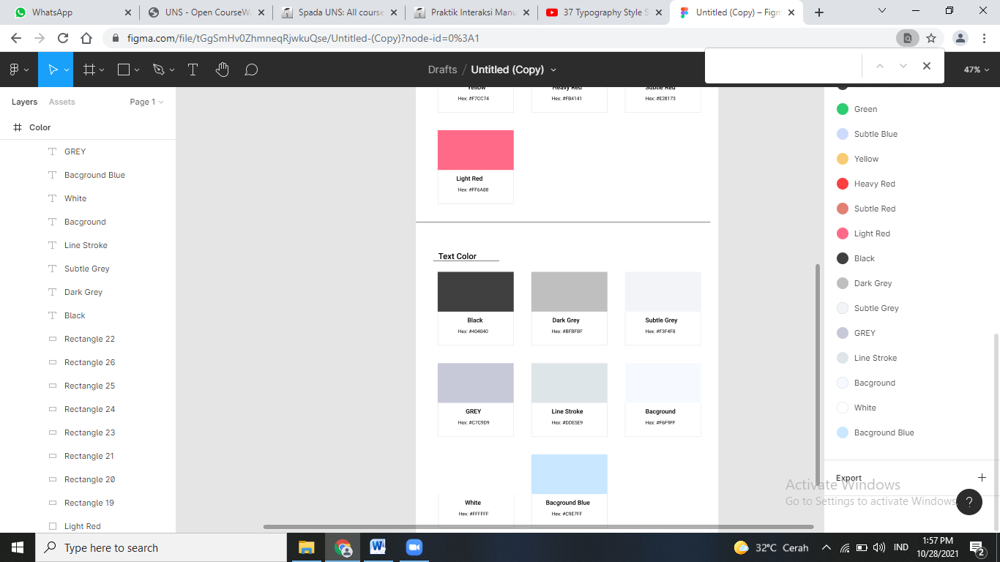 WhatsApp
UNS - Open CourseWa
Spada UNS: All course
Praktik Interaksi Manu
37 Typography Style S
Untitled (Copy) – Figm
figma.com/file/tGgSmHv0ZhmneqRjwkuQse/Untitled-(Copy)?node-id=0%3A1
Drafts / Untitled (Copy)
47%
Layers Assets Page 1
Color
GREY
Bacground Blue
White
Bacground
Line Stroke
Subtle Grey
Dark Grey
Black
Rectangle 22
Rectangle 26
Rectangle 25
Rectangle 24
Rectangle 23
Rectangle 21
Rectangle 20
Rectangle 19
Light Red
Yellow Heavy Red Subtle Red
Hex: #F7CC74 Hex: #FB4141 Hex: #E28173
Light Red
Hex: #FF6A88
Text Color
Black Dark Grey Subtle Grey
Hex: #404040 Hex: #BFBFBF Hex: #F3F4F8
GREY Line Stroke Bacground
Hex: #C7C9D9 Hex: #DDE5E9 Hex: #F6F9FF
White Bacground Blue
Hex: #FFFFFF Hex: #C9E7FF
Green
Subtle Blue
Yellow
Heavy Red
Subtle Red
Light Red
Black
Dark Grey
Subtle Grey
GREY
Line Stroke
Bacground
White
Bacground Blue
Export
Activate Windows
Go to Settings to activate Windows.
?
Type here to search
32°C Cerah
IND
1:57 PM
10/28/2021
2